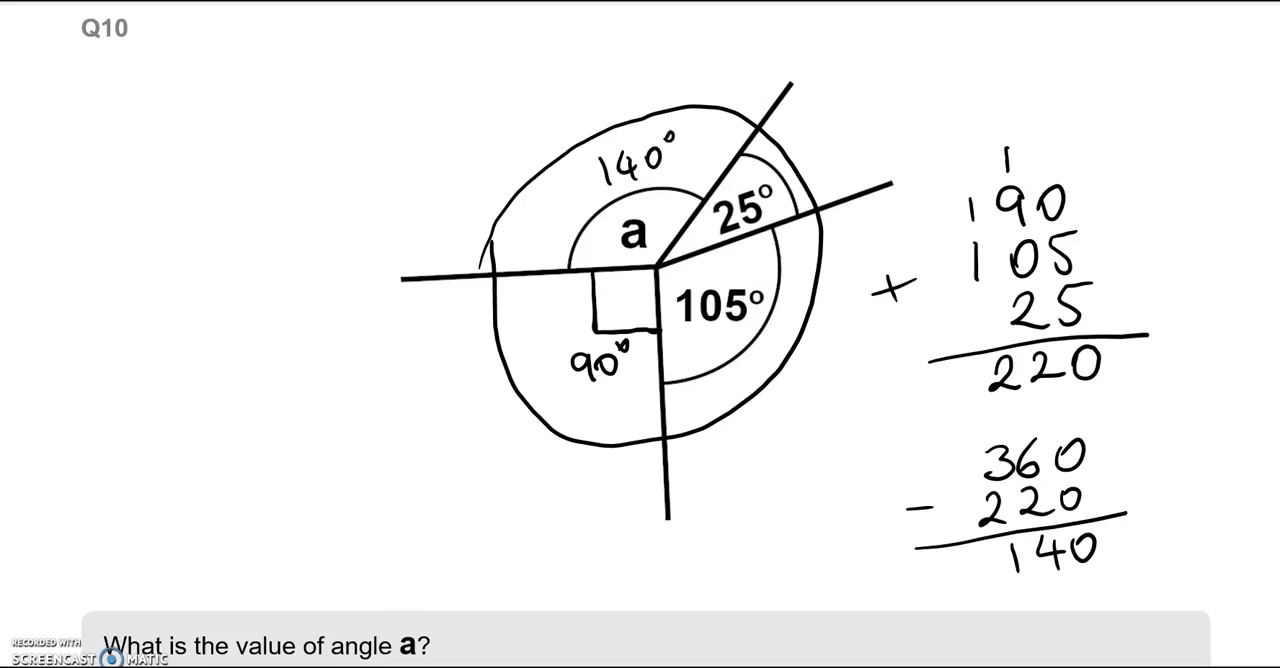 Q10
140°
a
25°
105°
90°
1
190
105
+ 25
220
360
- 220
140
What is the value of angle a?
RECORDED WITH
SCREENCAST MATIC